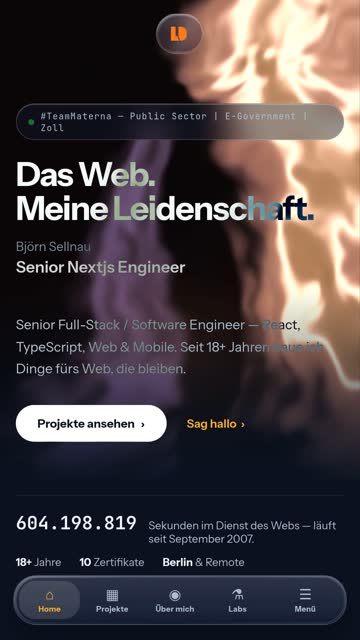 #TeamMaterna — Public Sector | E-Government |
Zoll
Das Web.
Meine Leidenschaft.
Björn Sellnau
Senior Nextjs Engineer
Senior Full-Stack / Software Engineer — React,
TypeScript, Web & Mobile. Seit 18+ Jahren baue ich
Dinge fürs Web, die bleiben.
Projekte ansehen ›
Sag hallo ›
604.198.819
Sekunden im Dienst des Webs — läuft
seit September 2007.
18+ Jahre 10 Zertifikate Berlin & Remote
Home Projekte Über mich Labs Menü